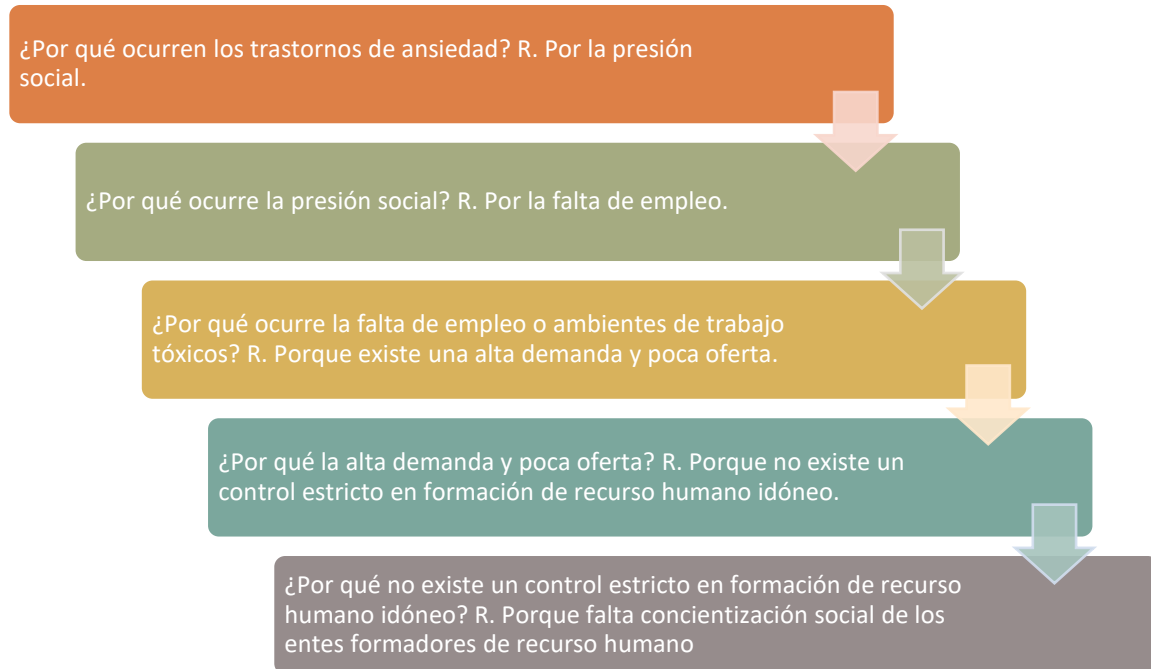 ¿Por qué ocurren los trastornos de ansiedad? R. Por la presión
social.
¿Por qué ocurre la presión social? R. Por la falta de empleo.
¿Por qué ocurre la falta de empleo o ambientes de trabajo
tóxicos? R. Porque existe una alta demanda y poca oferta.
¿Por qué la alta demanda y poca oferta? R. Porque no existe un
control estricto en formación de recurso humano idóneo.
¿Por qué no existe un control estricto en formación de recurso
humano idóneo? R. Porque falta concientización social de los
entes formadores de recurso humano